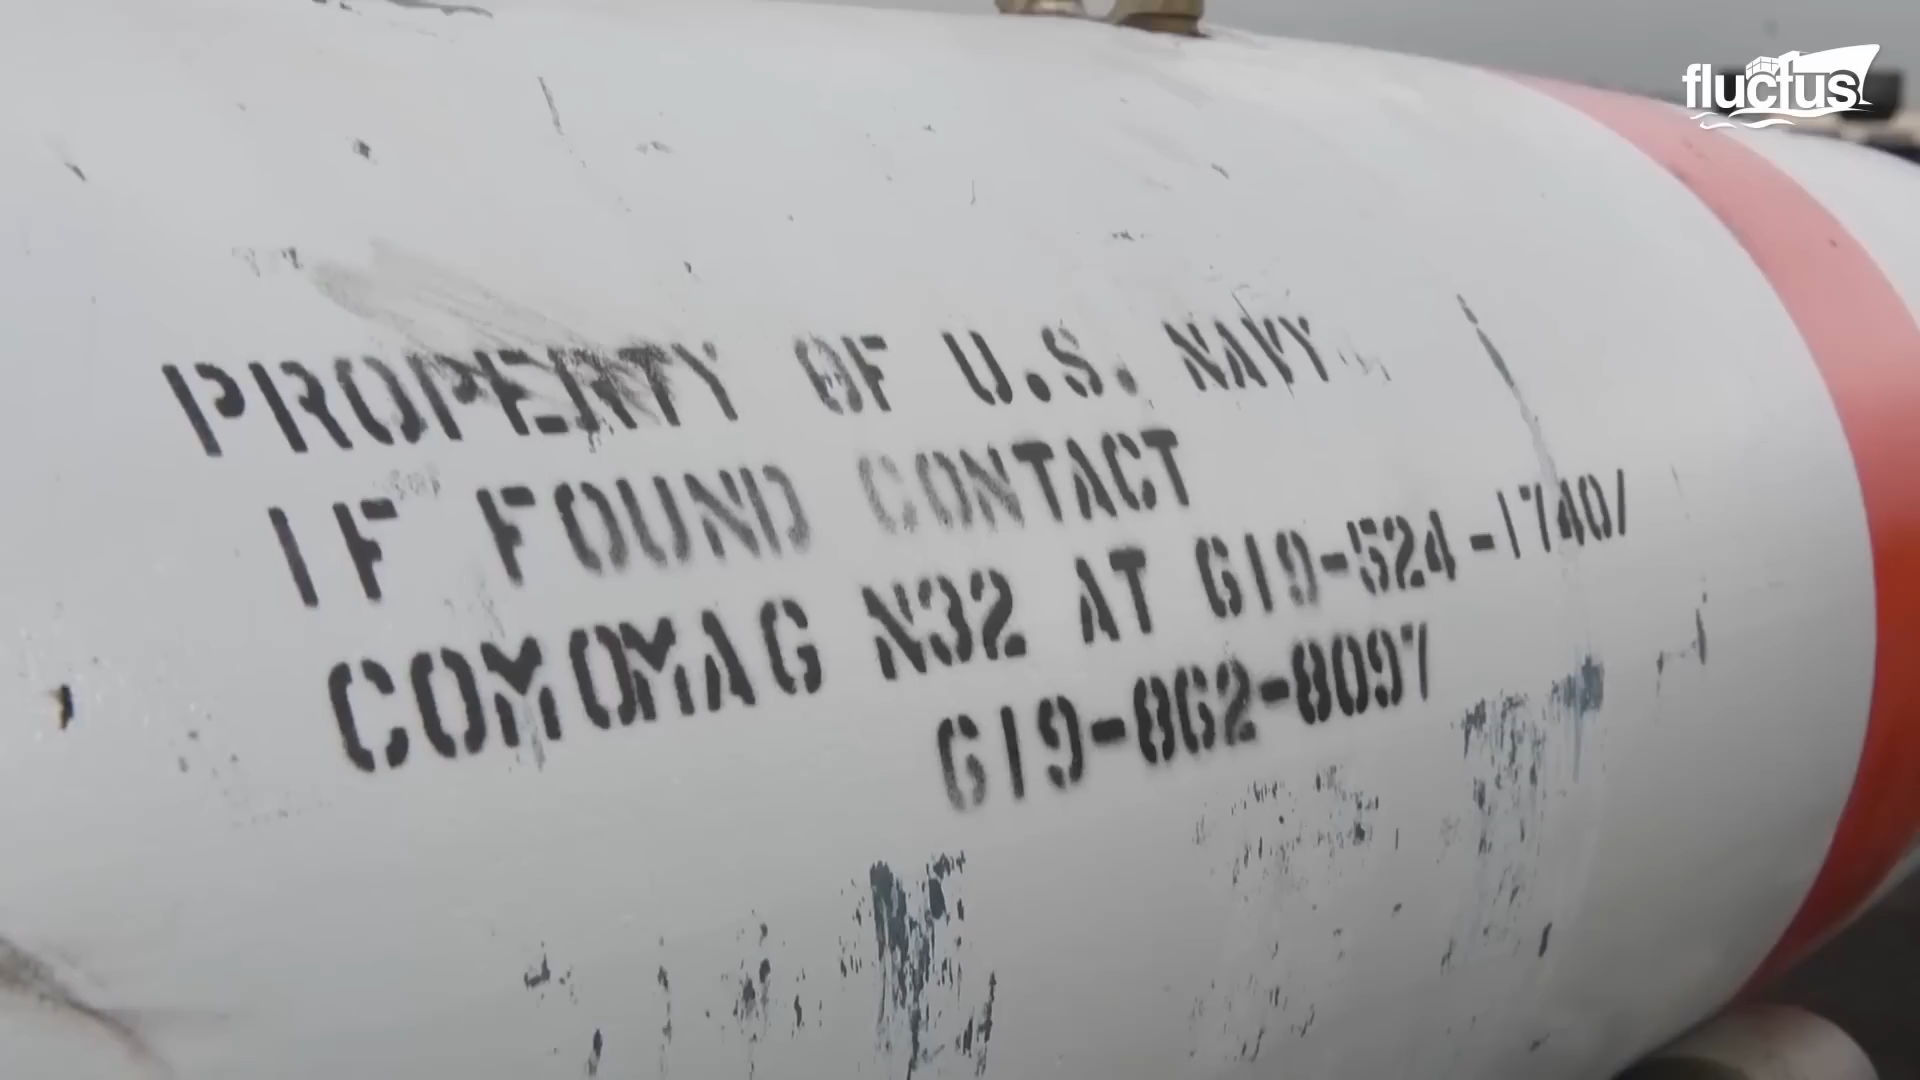 fluctus
PROPERTY OF U.S. NAVY
IF FOUND CONTACT
COMOMAG N32 AT 619-524-1740/
619-862-8097